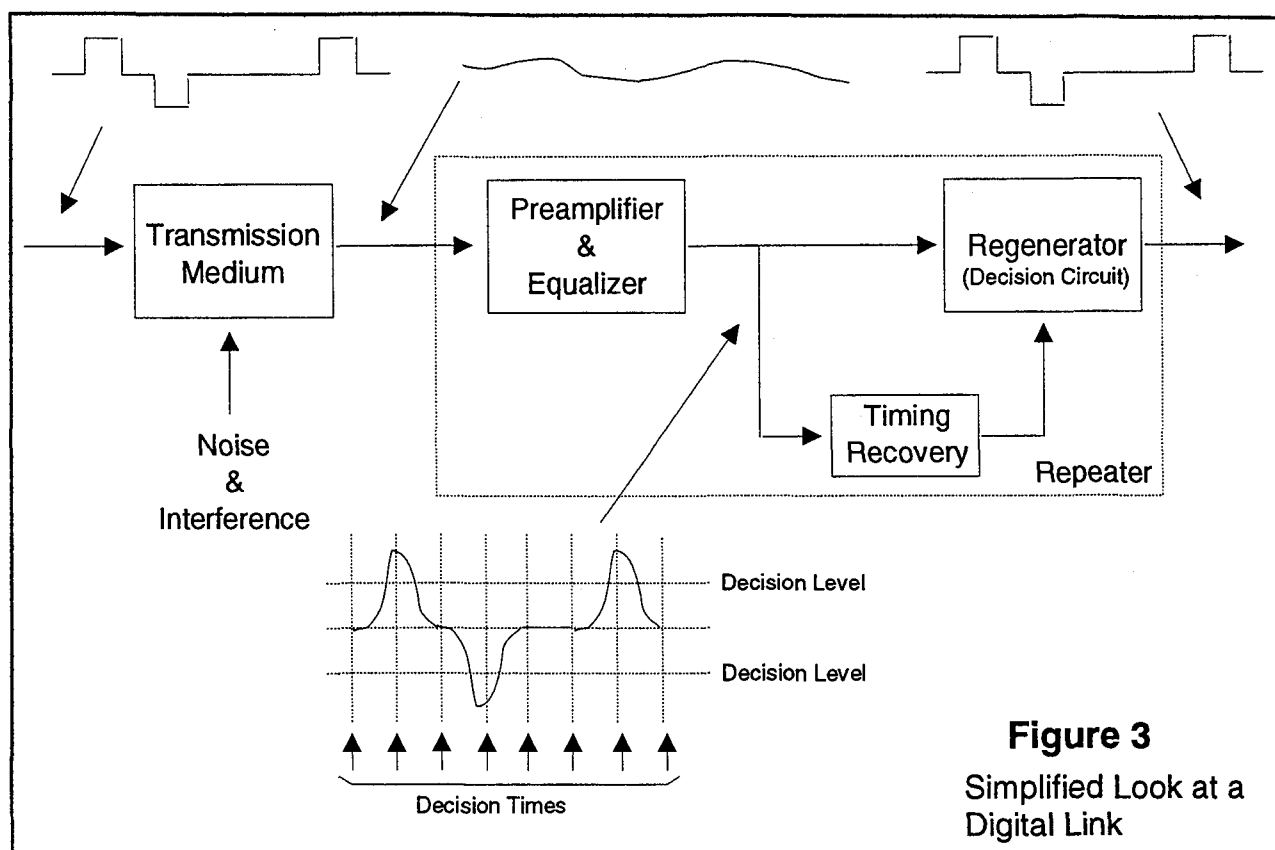 Transmission
Medium
Preamplifier
&
Equalizer
Regenerator
(Decision Circuit)
Timing
Recovery
Repeater
Noise
&
Interference
Decision Level
Decision Level
Decision Times
Figure 3
Simplified Look at a
Digital Link